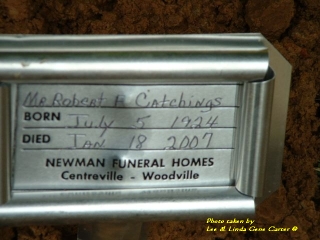 Mr Robert P Catchings
BORN July 5 1924
DIED Jan 18 2007
NEWMAN FUNERAL HOMES
Centreville - Woodville
Photo taken by
Lee & Linda Gene Carter ©